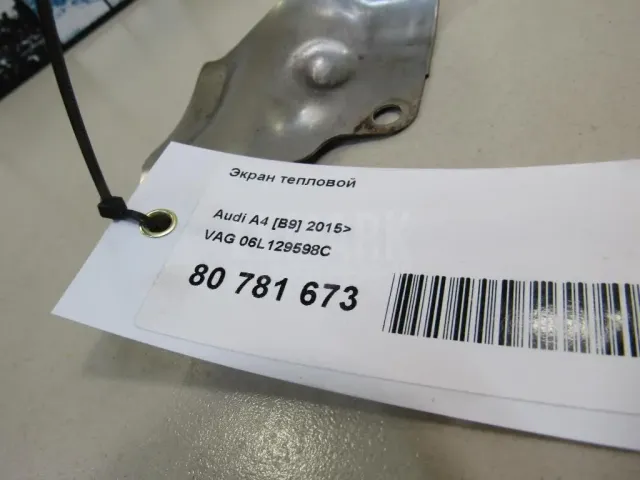 Экран тепловой
Audi A4 [B9] 2015>
VAG 06L129598C
80 781 673